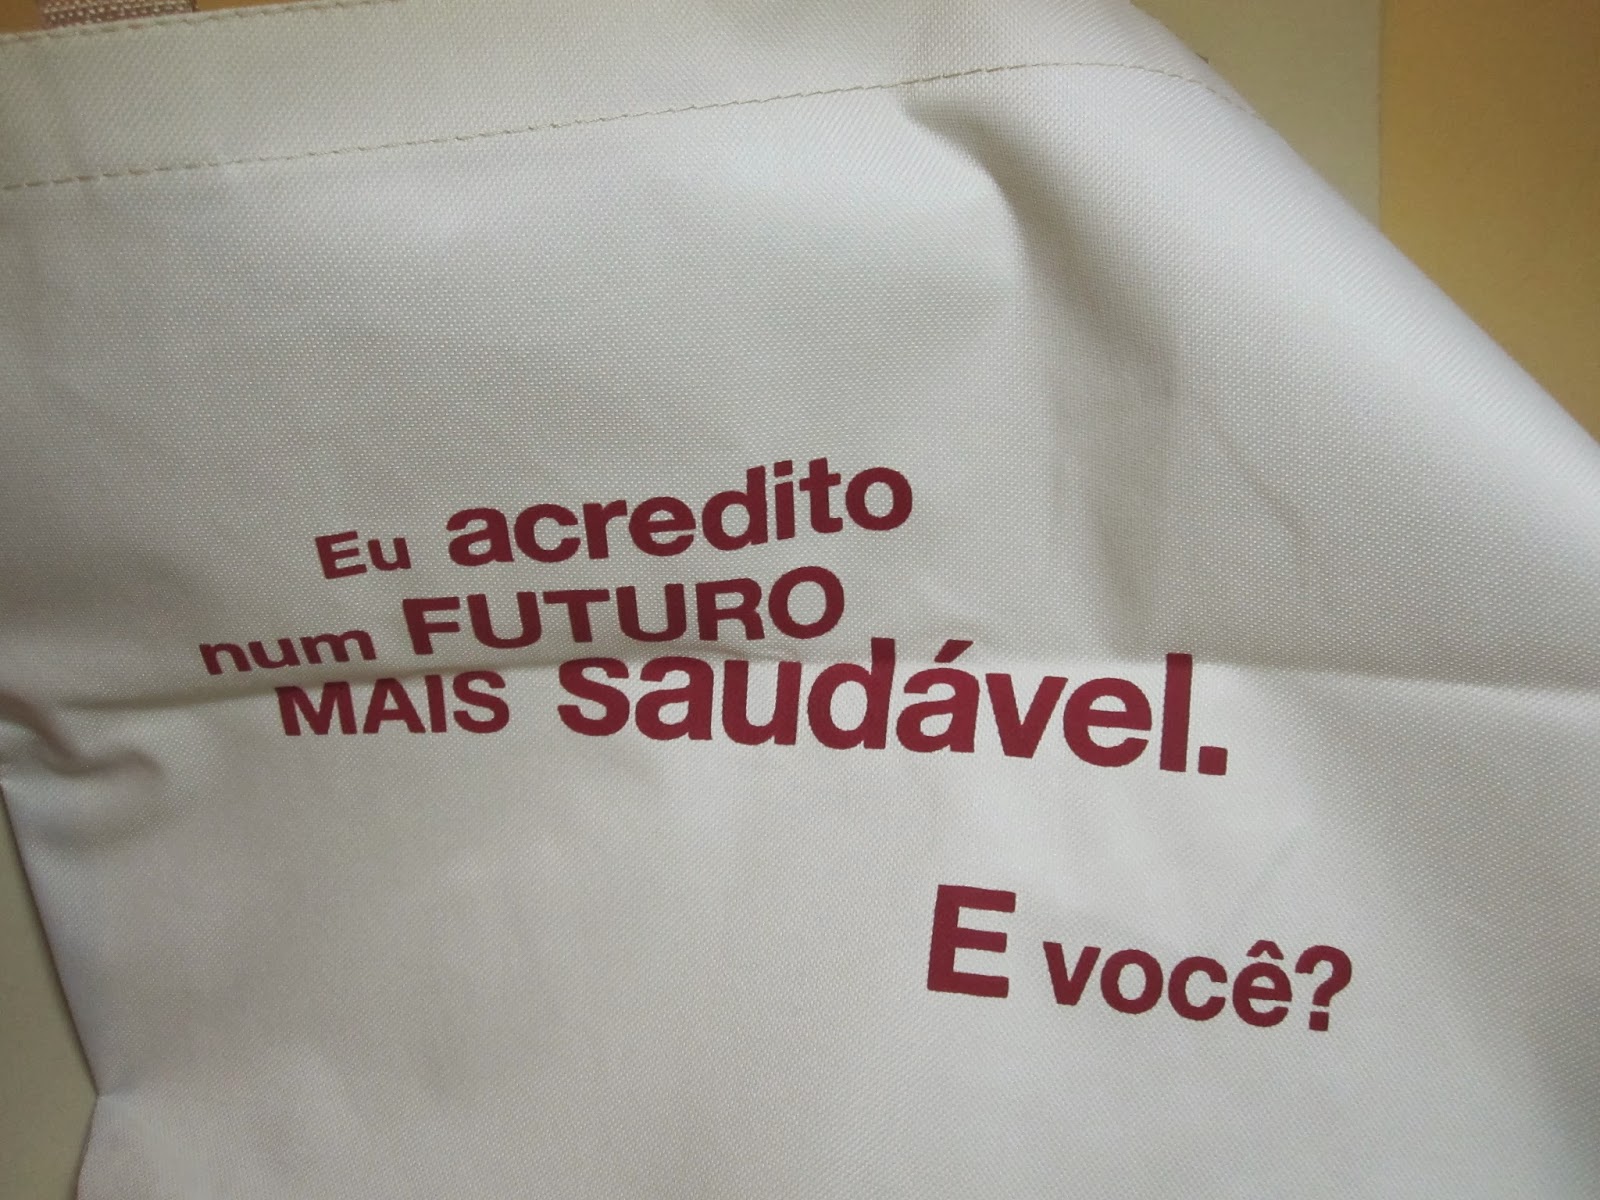 Eu acredito
num FUTURO
MAIS saudável.
E você?